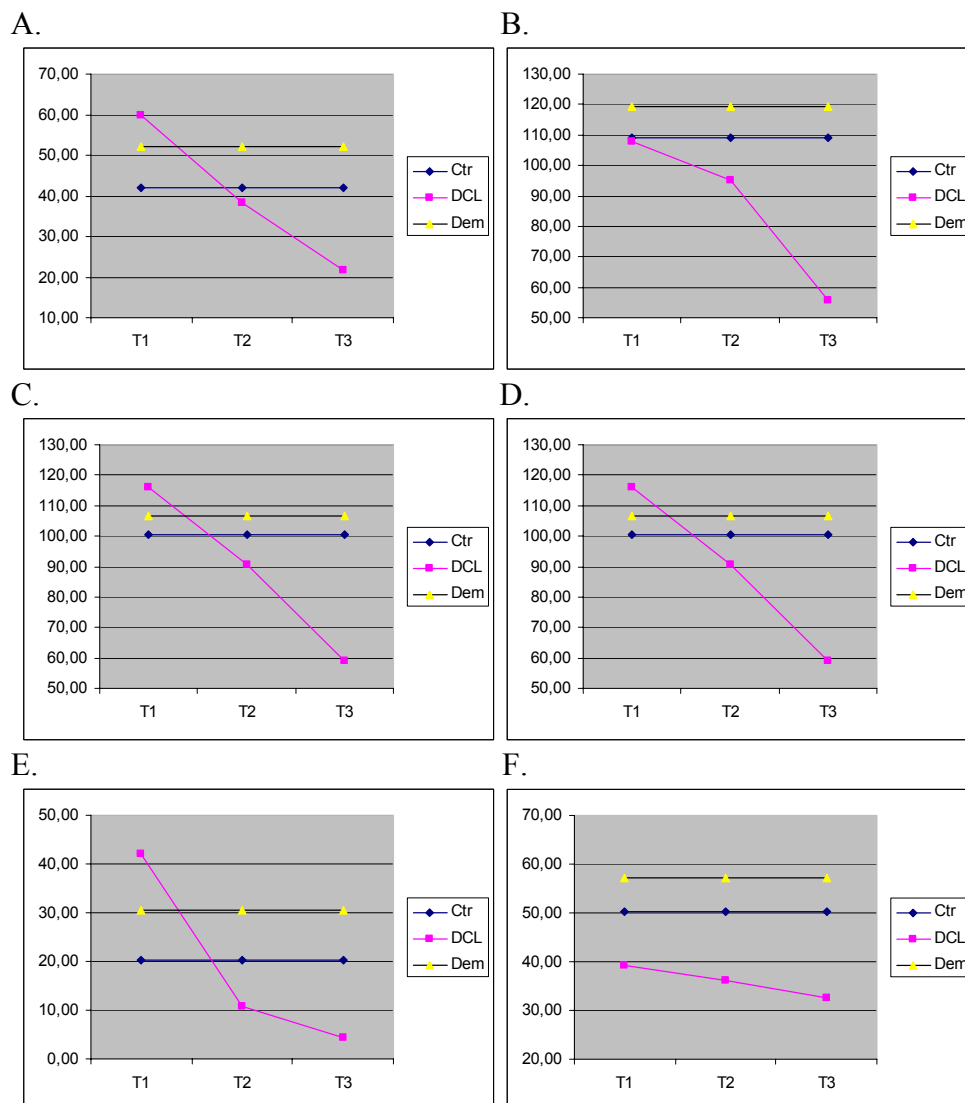 A.
70,00
60,00
50,00
40,00
30,00
20,00
10,00
T1 T2 T3
Ctr
DCL
Dem
B.
130,00
120,00
110,00
100,00
90,00
80,00
70,00
60,00
50,00
T1 T2 T3
Ctr
DCL
Dem
C.
130,00
120,00
110,00
100,00
90,00
80,00
70,00
60,00
50,00
T1 T2 T3
Ctr
DCL
Dem
D.
130,00
120,00
110,00
100,00
90,00
80,00
70,00
60,00
50,00
T1 T2 T3
Ctr
DCL
Dem
E.
50,00
40,00
30,00
20,00
10,00
0,00
T1 T2 T3
Ctr
DCL
Dem
F.
70,00
60,00
50,00
40,00
30,00
20,00
T1 T2 T3
Ctr
DCL
Dem